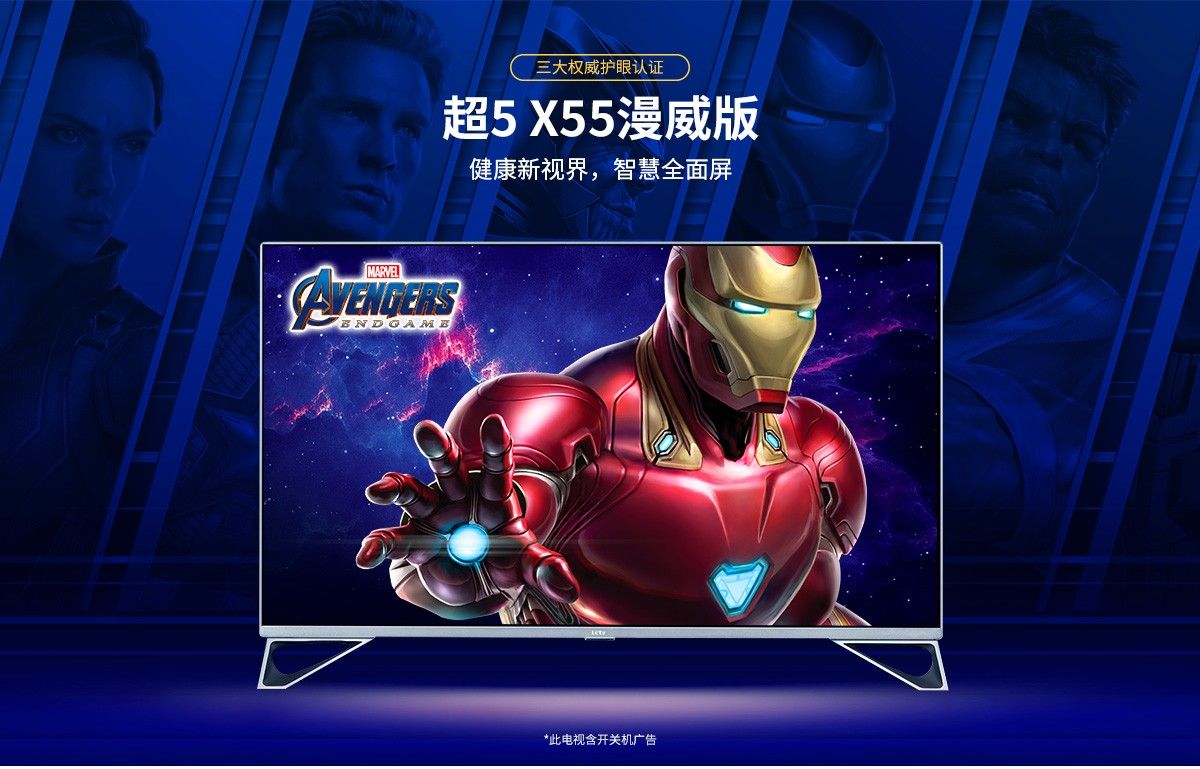 三大权威护眼认证
超5 X55漫威版
健康新视界，智慧全面屏
MARVEL
AVENGERS
ENDGAME
Letv
*此电视含开关机广告